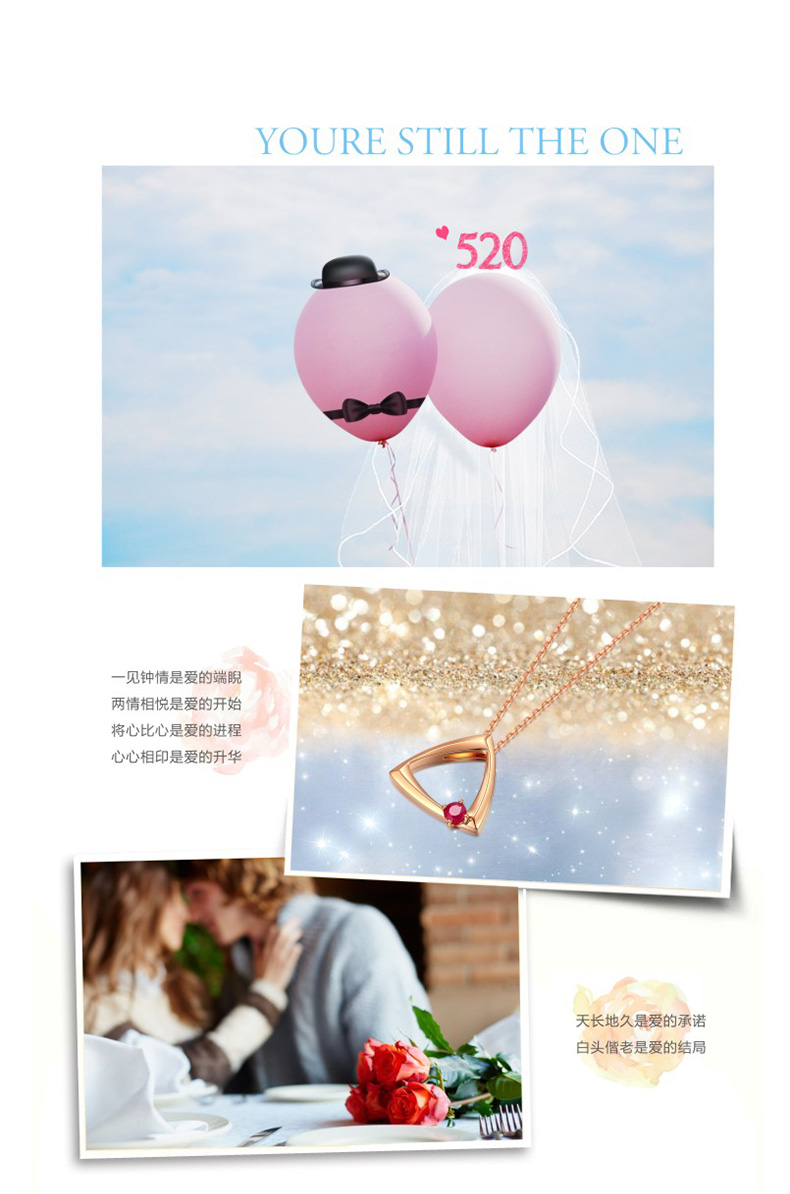 YOURE STILL THE ONE
520
一见钟情是爱的端睨
两情相悦是爱的开始
将心比心是爱的进程
心心相印是爱的升华
天长地久是爱的承诺
白头偕老是爱的结局